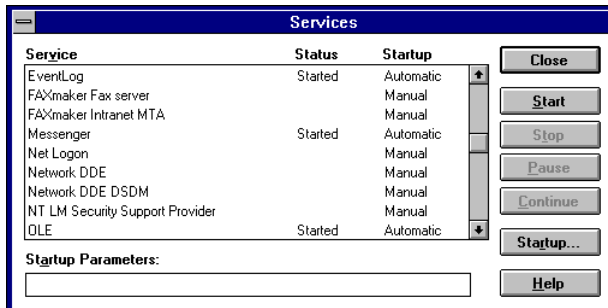 Services
Service Status Startup
EventLog Started Automatic
FAXmaker Fax server Manual
FAXmaker Intranet MTA Manual
Messenger Started Automatic
Net Logon Manual
Network DDE Manual
Network DDE DSDM Manual
NT LM Security Support Provider Manual
OLE Started Automatic
Startup Parameters:
Close
Start
Stop
Pause
Continue
Startup...
Help